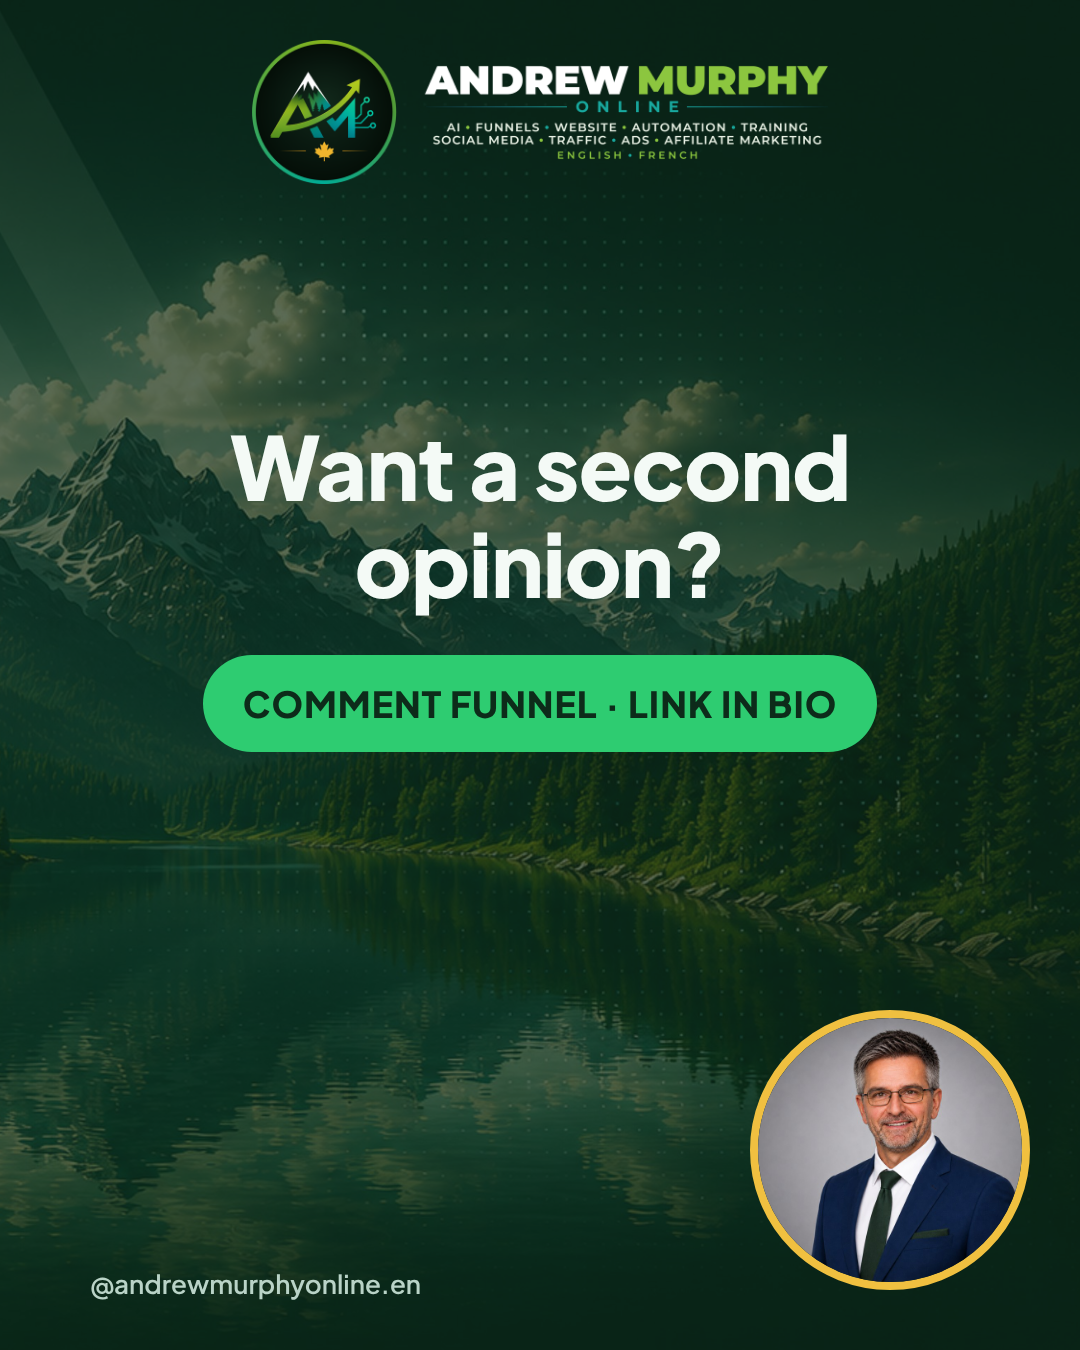 AM
ANDREW MURPHY
ONLINE
AI • FUNNELS • WEBSITE • AUTOMATION • TRAINING
SOCIAL MEDIA • TRAFFIC • ADS • AFFILIATE MARKETING
ENGLISH • FRENCH
Want a second
opinion?
COMMENT FUNNEL · LINK IN BIO
@andrewmurphyonline.en